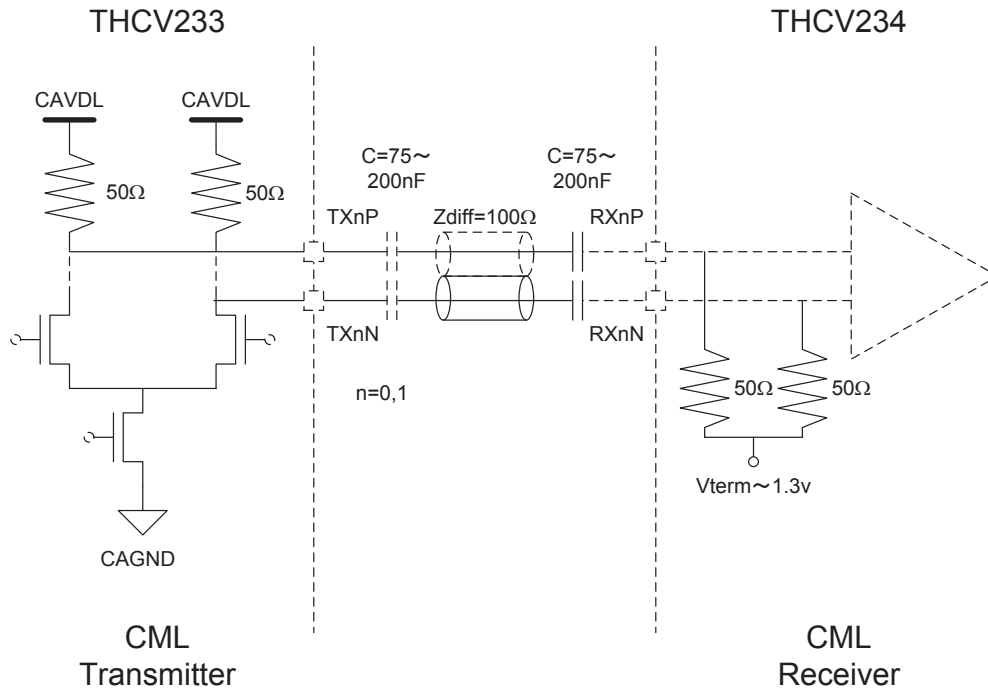 THCV233
THCV234
CAVDL
CAVDL
C=75～
200nF
C=75～
200nF
50Ω
50Ω
TXnP
Zdiff=100Ω
RXnP
TXnN
RXnN
n=0,1
50Ω
50Ω
Vterm～1.3v
CAGND
CML
Transmitter
CML
Receiver